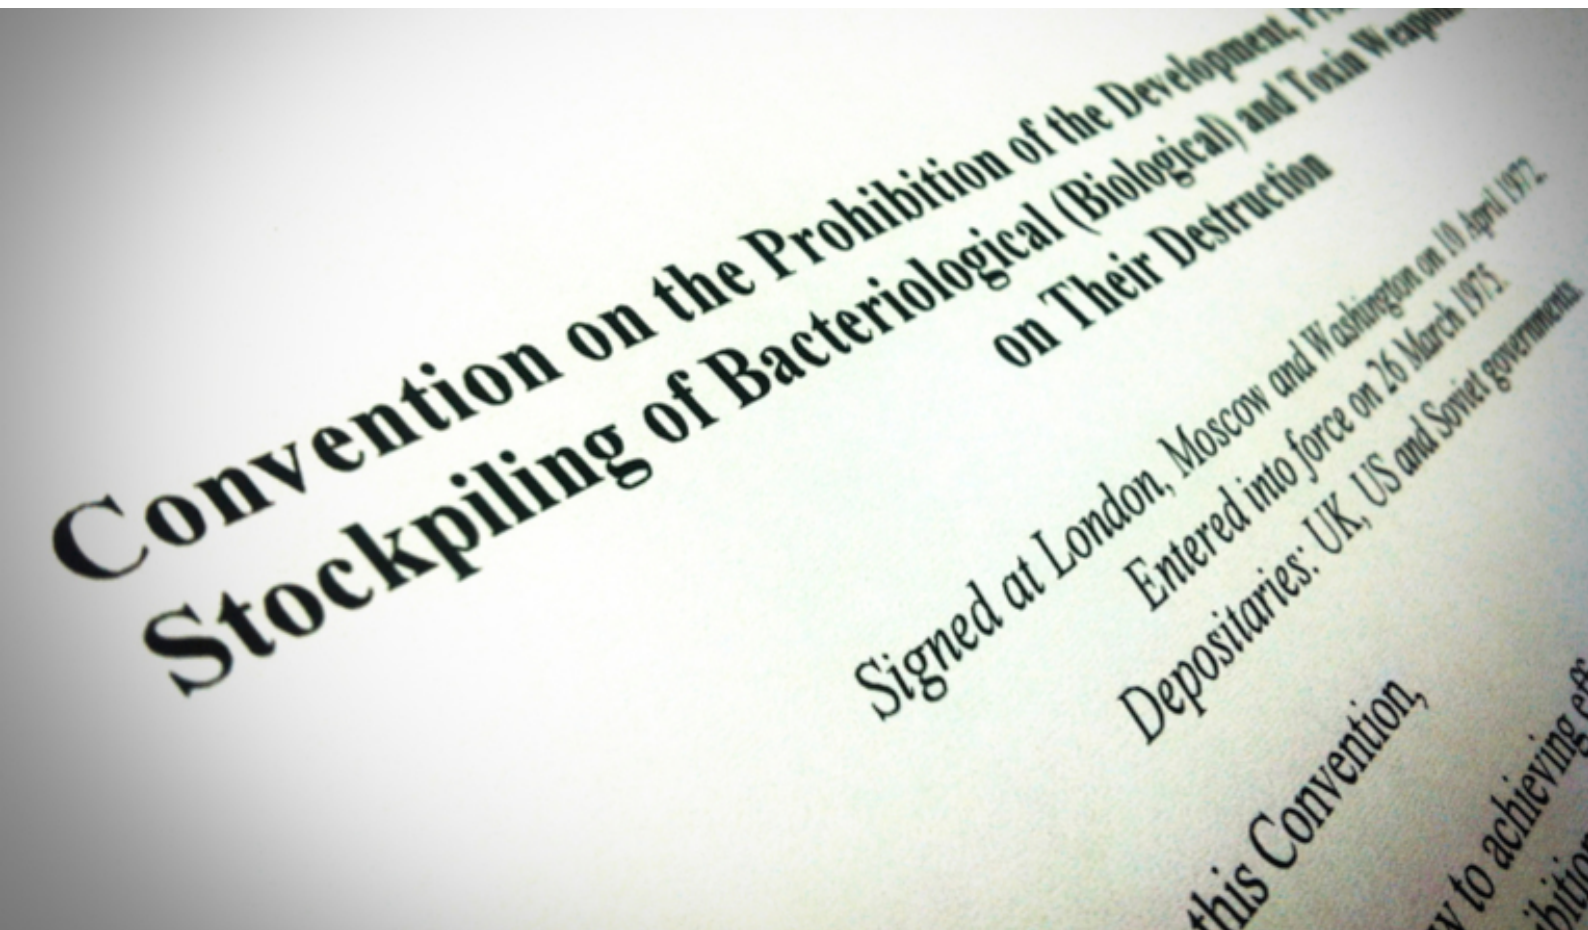 Convention on the Prohibition of the Development,
Stockpiling of Bacteriological (Biological) and Toxin Weapons
on Their Destruction
Signed at London, Moscow and Washington on 10 April 1972.
Entered into force on 26 March 1975.
Depositaries: UK, US and Soviet governments.
this Convention,
to achieving